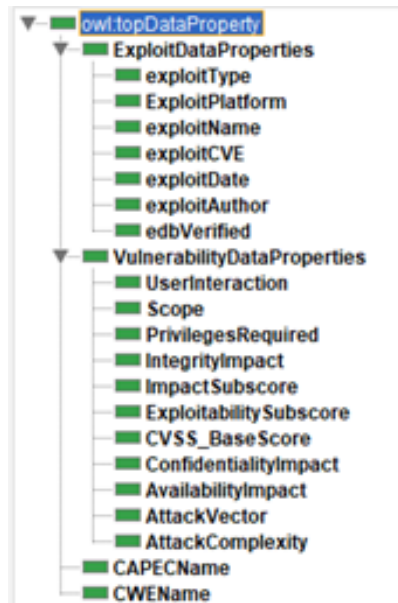 owl:topDataProperty
ExploitDataProperties
exploitType
ExploitPlatform
exploitName
exploitCVE
exploitDate
exploitAuthor
edbVerified
VulnerabilityDataProperties
UserInteraction
Scope
PrivilegesRequired
IntegrityImpact
ImpactSubscore
ExploitabilitySubscore
CVSS_BaseScore
ConfidentialityImpact
AvailabilityImpact
AttackVector
AttackComplexity
CAPECName
CWEName